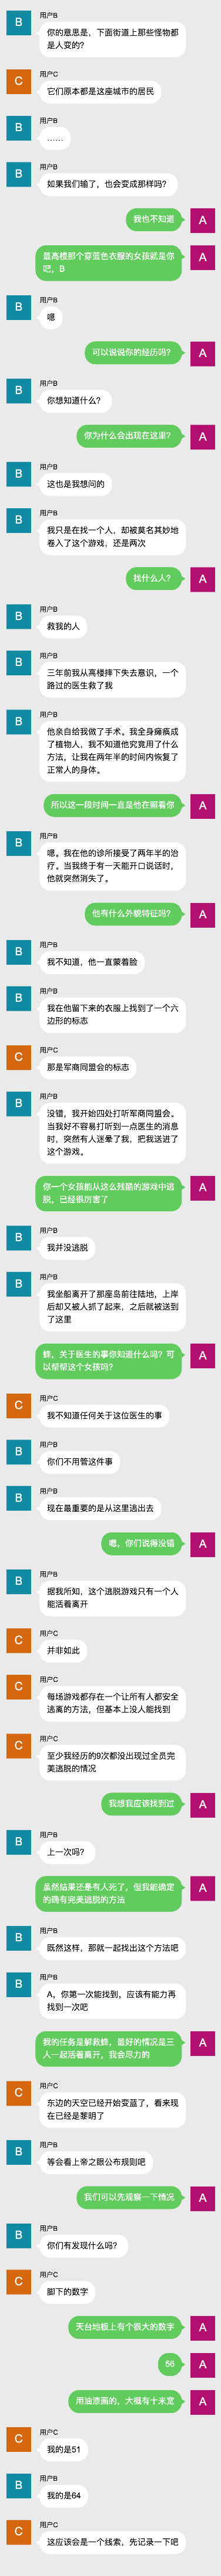 B
用户B
你的意思是，下面街道上那些怪物都
是人变的？
C
用户C
它们原本都是这座城市的居民
B
用户B
……
B
用户B
如果我们输了，也会变成那样吗？
我也不知道
A
最高楼那个穿蓝色衣服的女孩就是你
吧，B
A
B
用户B
嗯
可以说说你的经历吗？
A
B
用户B
你想知道什么？
你为什么会出现在这里？
A
B
用户B
这也是我想问的
B
用户B
我只是在找一个人，却被莫名其妙地
卷入了这个游戏，还是两次
找什么人？
A
B
用户B
救我的人
B
用户B
三年前我从高楼摔下失去意识，一个
路过的医生救了我
B
用户B
他亲自给我做了手术。我全身瘫痪成
了植物人，我不知道他究竟用了什么
方法，让我在两年半的时间内恢复了
正常人的身体。
所以这一段时间一直是他在照看你
A
B
用户B
嗯。我在他的诊所接受了两年半的治
疗。当我终于有一天能开口说话时，
他就突然消失了。
他有什么外貌特征吗？
A
B
用户B
我不知道，他一直蒙着脸
B
用户B
我在他留下来的衣服上找到了一个六
边形的标志
C
用户C
那是军商同盟会的标志
B
用户B
没错，我开始四处打听军商同盟会。
当我好不容易打听到一点医生的消息
时，突然有人迷晕了我，把我送进了
这个游戏。
你一个女孩能从这么残酷的游戏中逃
脱，已经很厉害了
A
B
用户B
我并没逃脱
B
用户B
我坐船离开了那座岛前往陆地，上岸
后却又被人抓了起来，之后就被送到
了这里
蜂，关于医生的事你知道什么吗？可
以帮帮这个女孩吗？
A
C
用户C
我不知道任何关于这位医生的事
B
用户B
你们不用管这件事
B
用户B
现在最重要的是从这里逃出去
嗯，你们说得没错
A
B
用户B
据我所知，这个逃脱游戏只有一个人
能活着离开
C
用户C
并非如此
C
用户C
每场游戏都存在一个让所有人都安全
逃离的方法，但基本上没人能找到
C
用户C
至少我经历的9次都没出现过全员完
美逃脱的情况
我想我应该找到过
A
B
用户B
上一次吗？
虽然结果还是有人死了，但我能确定
的确有完美逃脱的方法
A
B
用户B
既然这样，那就一起找出这个方法吧
B
用户B
A，你第一次能找到，应该有能力再
找到一次吧
我的任务是解救蜂，最好的情况是三
人一起活着离开，我会尽力的
A
C
用户C
东边的天空已经开始变蓝了，看来现
在已经是黎明了
B
用户B
等会看上帝之眼公布规则吧
我们可以先观察一下情况
A
B
用户B
你们有发现什么吗？
C
用户C
脚下的数字
天台地板上有个很大的数字
A
56
A
用油漆画的，大概有十米宽
A
C
用户C
我的是51
B
用户B
我的是64
C
用户C
这应该会是一个线索，先记录一下吧